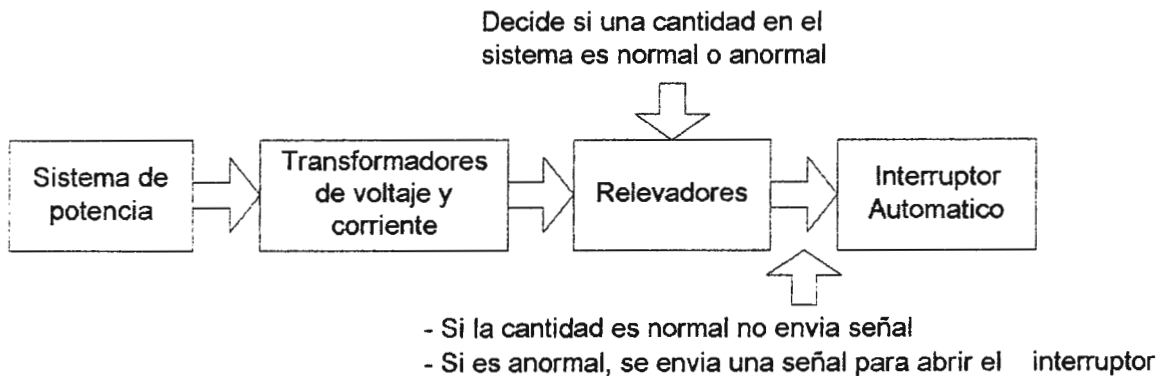 Decide si una cantidad en el
sistema es normal o anormal
Sistema de
potencia
Transformadores
de voltaje y
corriente
Relevadores
Interruptor
Automatico
- Si la cantidad es normal no envia señal
- Si es anormal, se envia una señal para abrir el interruptor